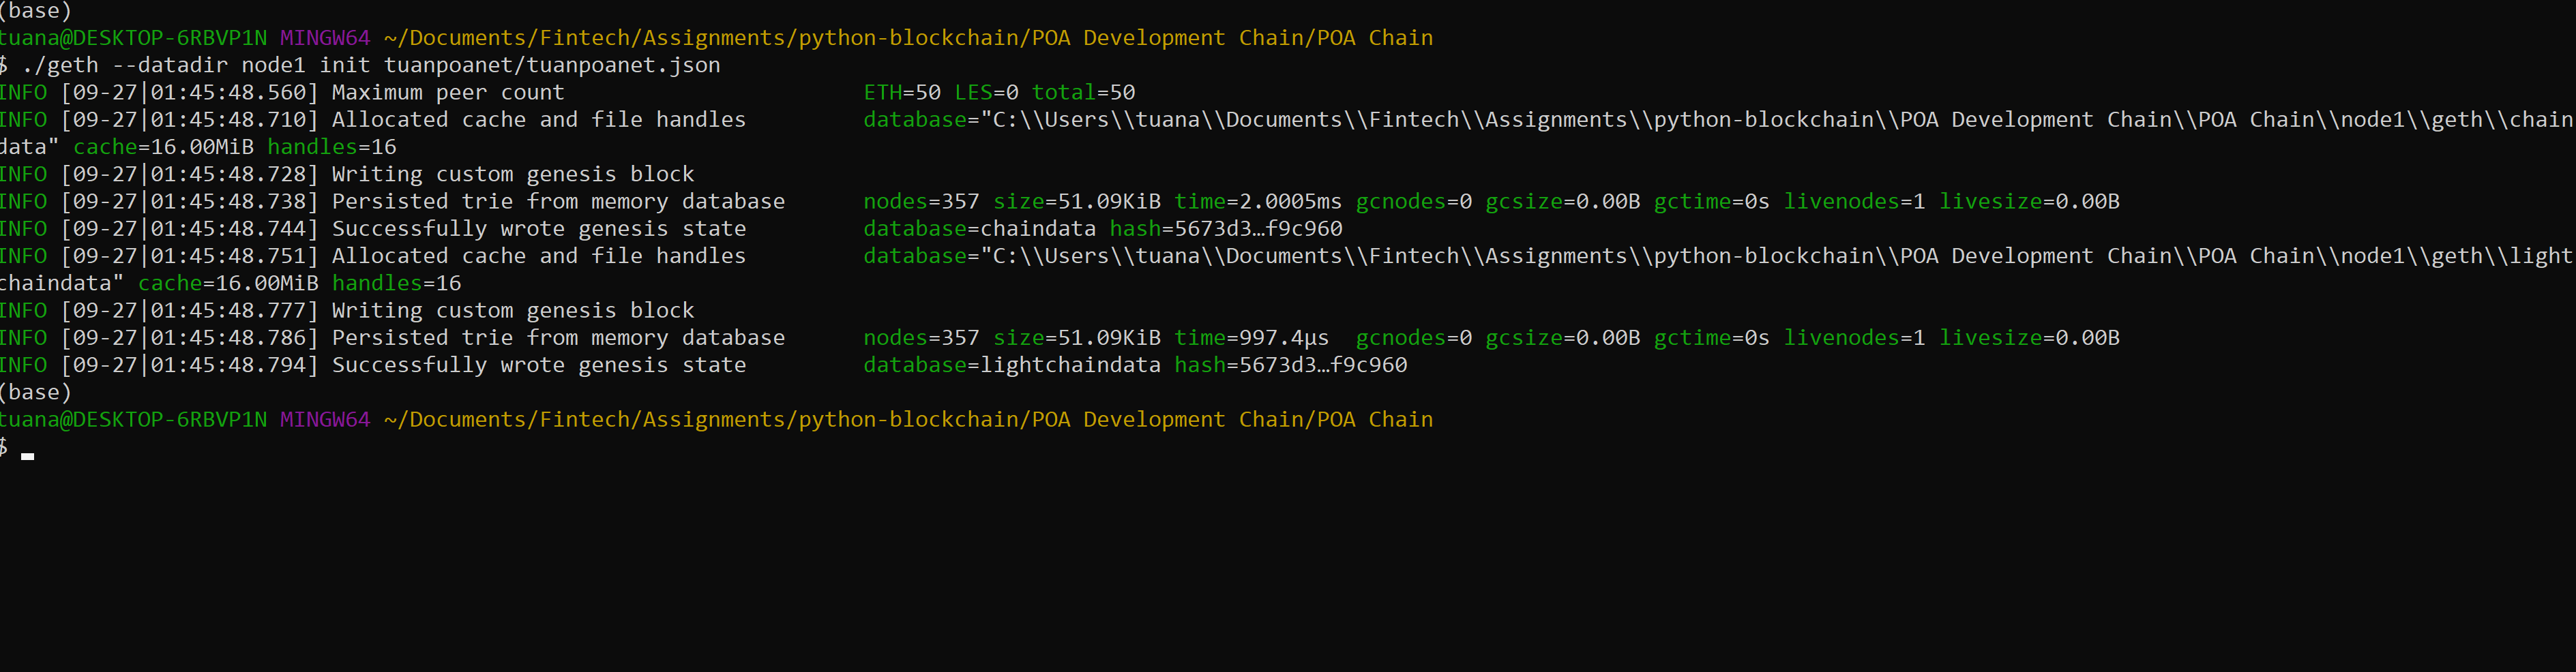 (base)
tuana@DESKTOP-6RBVP1N MINGW64 ~/Documents/Fintech/Assignments/python-blockchain/POA Development Chain/POA Chain
$ ./geth --datadir node1 init tuanpoanet/tuanpoanet.json
INFO [09-27|01:45:48.560] Maximum peer count                       ETH=50 LES=0 total=50
INFO [09-27|01:45:48.710] Allocated cache and file handles         database="C:\\Users\\tuana\\Documents\\Fintech\\Assignments\\python-blockchain\\POA Development Chain\\POA Chain\\node1\\geth\\chain
data" cache=16.00MiB handles=16
INFO [09-27|01:45:48.728] Writing custom genesis block
INFO [09-27|01:45:48.738] Persisted trie from memory database      nodes=357 size=51.09KiB time=2.0005ms gcnodes=0 gcsize=0.00B gctime=0s livenodes=1 livesize=0.00B
INFO [09-27|01:45:48.744] Successfully wrote genesis state         database=chaindata hash=5673d3…f9c960
INFO [09-27|01:45:48.751] Allocated cache and file handles         database="C:\\Users\\tuana\\Documents\\Fintech\\Assignments\\python-blockchain\\POA Development Chain\\POA Chain\\node1\\geth\\light
chaindata" cache=16.00MiB handles=16
INFO [09-27|01:45:48.777] Writing custom genesis block
INFO [09-27|01:45:48.786] Persisted trie from memory database      nodes=357 size=51.09KiB time=997.4µs  gcnodes=0 gcsize=0.00B gctime=0s livenodes=1 livesize=0.00B
INFO [09-27|01:45:48.794] Successfully wrote genesis state         database=lightchaindata hash=5673d3…f9c960
(base)
tuana@DESKTOP-6RBVP1N MINGW64 ~/Documents/Fintech/Assignments/python-blockchain/POA Development Chain/POA Chain
$